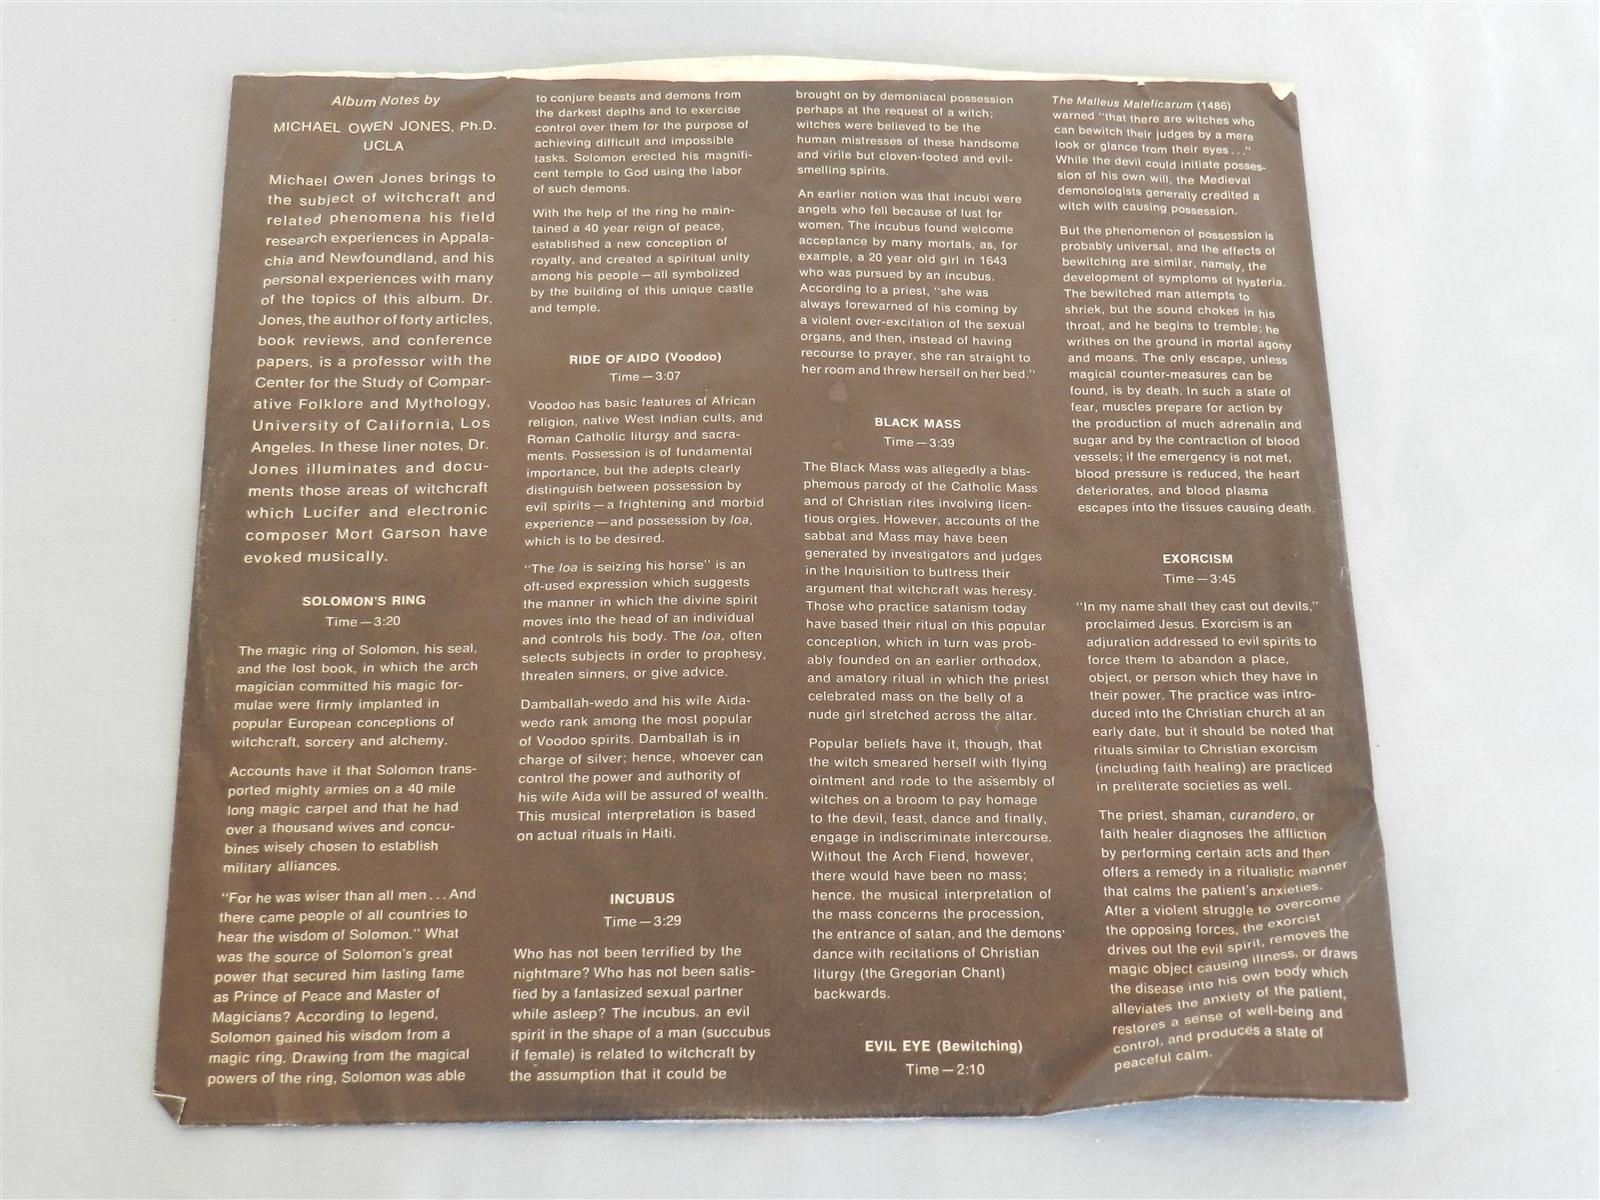 Album Notes by
MICHAEL OWEN JONES, Ph.D.
UCLA
Michael Owen Jones brings to
the subject of witchcraft and
related phenomena his field
research experiences in Appala-
chia and Newfoundland, and his
personal experiences with many
of the topics of this album. Dr.
Jones, the author of forty articles,
book reviews, and conference
papers, is a professor with the
Center for the Study of Compar-
ative Folklore and Mythology,
University of California, Los
Angeles. In these liner notes, Dr.
Jones illuminates and docu-
ments those areas of witchcraft
which Lucifer and electronic
composer Mort Garson have
evoked musically.
SOLOMON'S RING
Time—3:20
The magic ring of Solomon, his seal,
and the lost book, in which the arch
magician committed his magic for-
mulae were firmly implanted in
popular European conceptions of
witchcraft, sorcery and alchemy.
Accounts have it that Solomon trans-
ported mighty armies on a 40 mile
long magic carpet and that he had
over a thousand wives and concu-
bines wisely chosen to establish
military alliances.
"For he was wiser than all men...And
there came people of all countries to
hear the wisdom of Solomon." What
was the source of Solomon's great
power that secured him lasting fame
as Prince of Peace and Master of
Magicians? According to legend,
Solomon gained his wisdom from a
magic ring. Drawing from the magical
powers of the ring, Solomon was able
to conjure beasts and demons from
the darkest depths and to exercise
control over them for the purpose of
achieving difficult and impossible
tasks. Solomon erected his magnifi-
cent temple to God using the labor
of such demons.
With the help of the ring he main-
tained a 40 year reign of peace,
established a new conception of
royalty, and created a spiritual unity
among his people—all symbolized
by the building of this unique castle
and temple.
RIDE OF AIDO (Voodoo)
Time—3:07
Voodoo has basic features of African
religion, native West Indian cults, and
Roman Catholic liturgy and sacra-
ments. Possession is of fundamental
importance, but the adepts clearly
distinguish between possession by
evil spirits—a frightening and morbid
experience—and possession by loa,
which is to be desired.
"The loa is seizing his horse" is an
oft-used expression which suggests
the manner in which the divine spirit
moves into the head of an individual
and controls his body. The loa, often
selects subjects in order to prophesy,
threaten sinners, or give advice.
Damballah-wedo and his wife Aida-
wedo rank among the most popular
of Voodoo spirits. Damballah is in
charge of silver; hence, whoever can
control the power and authority of
his wife Aida will be assured of wealth.
This musical interpretation is based
on actual rituals in Haiti.
INCUBUS
Time—3:29
Who has not been terrified by the
nightmare? Who has not been satis-
fied by a fantasized sexual partner
while asleep? The incubus. an evil
spirit in the shape of a man (succubus
if female) is related to witchcraft by
the assumption that it could be
brought on by demoniacal possession
perhaps at the request of a witch;
witches were believed to be the
human mistresses of these handsome
and virile but cloven-footed and evil-
smelling spirits.
An earlier notion was that incubi were
angels who fell because of lust for
women. The incubus found welcome
acceptance by many mortals, as, for
example, a 20 year old girl in 1643
who was pursued by an incubus.
According to a priest, "she was
always forewarned of his coming by
a violent over-excitation of the sexual
organs, and then, instead of having
recourse to prayer, she ran straight to
her room and threw herself on her bed."
BLACK MASS
Time—3:39
The Black Mass was allegedly a blas-
phemous parody of the Catholic Mass
and of Christian rites involving licen-
tious orgies. However, accounts of the
sabbat and Mass may have been
generated by investigators and judges
in the Inquisition to buttress their
argument that witchcraft was heresy.
Those who practice satanism today
have based their ritual on this popular
conception, which in turn was prob-
ably founded on an earlier orthodox,
and amatory ritual in which the priest
celebrated mass on the belly of a
nude girl stretched across the altar.
Popular beliefs have it, though, that
the witch smeared herself with flying
ointment and rode to the assembly of
witches on a broom to pay homage
to the devil, feast, dance and finally,
engage in indiscriminate intercourse.
Without the Arch Fiend, however,
there would have been no mass;
hence, the musical interpretation of
the mass concerns the procession,
the entrance of satan, and the demons'
dance with recitations of Christian
liturgy (the Gregorian Chant)
backwards.
EVIL EYE (Bewitching)
Time—2:10
The Malleus Maleficarum (1486)
warned "that there are witches who
can bewitch their judges by a mere
look or glance from their eyes..."
While the devil could initiate posses-
sion of his own will, the Medieval
demonologists generally credited a
witch with causing possession.
But the phenomenon of possession is
probably universal, and the effects of
bewitching are similar, namely, the
development of symptoms of hysteria.
The bewitched man attempts to
shriek, but the sound chokes in his
throat, and he begins to tremble; he
writhes on the ground in mortal agony
and moans. The only escape, unless
magical counter-measures can be
found, is by death. In such a state of
fear, muscles prepare for action by
the production of much adrenalin and
sugar and by the contraction of blood
vessels; if the emergency is not met,
blood pressure is reduced, the heart
deteriorates, and blood plasma
escapes into the tissues causing death.
EXORCISM
Time—3:45
"In my name shall they cast out devils,"
proclaimed Jesus. Exorcism is an
adjuration addressed to evil spirits to
force them to abandon a place,
object, or person which they have in
their power. The practice was intro-
duced into the Christian church at an
early date, but it should be noted that
rituals similar to Christian exorcism
(including faith healing) are practiced
in preliterate societies as well.
The priest, shaman, curandero, or
faith healer diagnoses the affliction
by performing certain acts and then
offers a remedy in a ritualistic manner
that calms the patient's anxieties.
After a violent struggle to overcome
the opposing forces, the exorcist
drives out the evil spirit, removes the
magic object causing illness, or draws
the disease into his own body which
alleviates the anxiety of the patient,
restores a sense of well-being and
control, and produces a state of
peaceful calm.